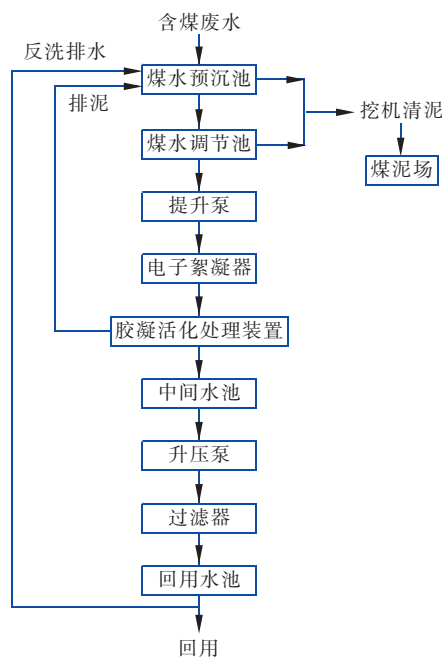 含煤废水
反洗排水
煤水预沉池
排泥
挖机清泥
煤水调节池
煤泥场
提升泵
电子絮凝器
胶凝活化处理装置
中间水池
升压泵
过滤器
回用水池
回用